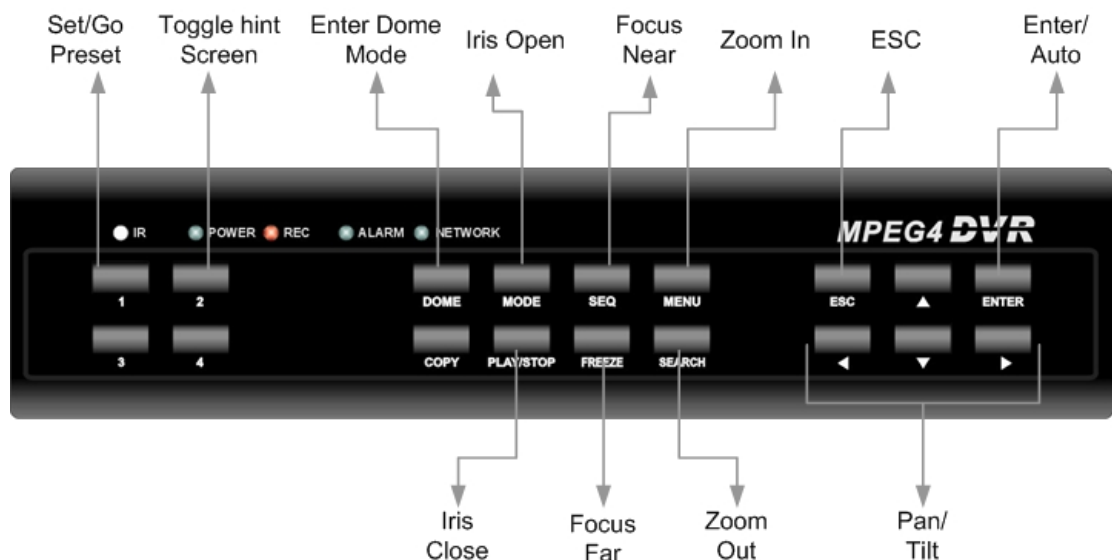 Set/Go
Preset
Toggle hint
Screen
Enter Dome
Mode
Iris Open
Focus
Near
Zoom In
ESC
Enter/
Auto
IR
POWER
REC
ALARM
NETWORK
MPEG4 DVR
1
2
DOME
MODE
SEQ
MENU
ESC
ENTER
3
4
COPY
PLAY/STOP
FREEZE
SEARCH
Iris
Close
Focus
Far
Zoom
Out
Pan/
Tilt